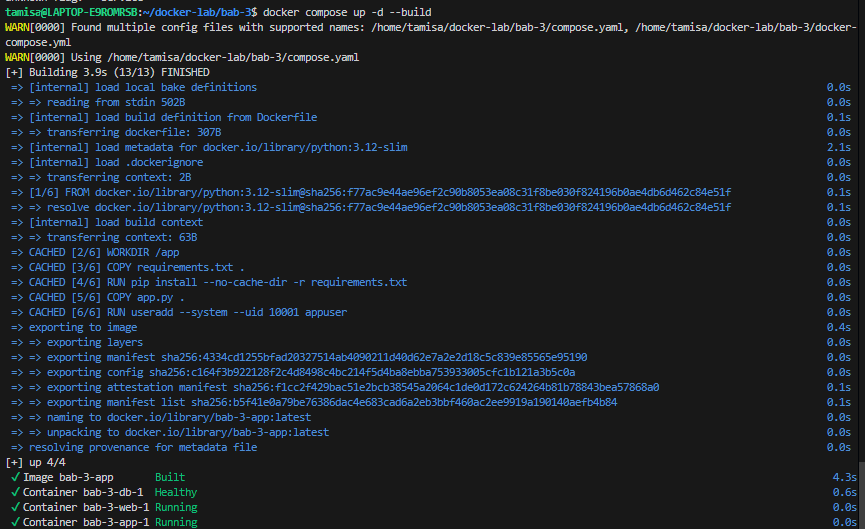 tamisa@LAPTOP-E9ROMRSB:~/docker-lab/bab-3$ docker compose up -d --build
WARN[0000] Found multiple config files with supported names: /home/tamisa/docker-lab/bab-3/compose.yaml, /home/tamisa/docker-lab/bab-3/docker-
compose.yml
WARN[0000] Using /home/tamisa/docker-lab/bab-3/compose.yaml
[+] Building 3.9s (13/13) FINISHED
=> [internal] load local bake definitions 0.0s
=> => reading from stdin 502B 0.0s
=> [internal] load build definition from Dockerfile 0.1s
=> => transferring dockerfile: 307B 0.0s
=> [internal] load metadata for docker.io/library/python:3.12-slim 2.1s
=> [internal] load .dockerignore 0.0s
=> => transferring context: 2B 0.0s
=> [1/6] FROM docker.io/library/python:3.12-slim@sha256:f77ac9e44ae96ef2c90b8053ea08c31f8be030f824196b0ae4db6d462c84e51f 0.1s
=> => resolve docker.io/library/python:3.12-slim@sha256:f77ac9e44ae96ef2c90b8053ea08c31f8be030f824196b0ae4db6d462c84e51f 0.1s
=> [internal] load build context 0.0s
=> => transferring context: 63B 0.0s
=> CACHED [2/6] WORKDIR /app 0.0s
=> CACHED [3/6] COPY requirements.txt . 0.0s
=> CACHED [4/6] RUN pip install --no-cache-dir -r requirements.txt 0.0s
=> CACHED [5/6] COPY app.py . 0.0s
=> CACHED [6/6] RUN useradd --system --uid 10001 appuser 0.0s
=> exporting to image 0.4s
=> => exporting layers 0.0s
=> => exporting manifest sha256:4334cd1255bfad20327514ab4090211d40d62e7a2e2d18c5c839e85565e95190 0.0s
=> => exporting config sha256:c164f3b922128f2c4d8498c4bc214f5d4ba8ebba753933005cfc1b121a3b5c0a 0.0s
=> => exporting attestation manifest sha256:f1cc2f429bac51e2bcb38545a2064c1de0d172c624264b81b78843bea57868a0 0.1s
=> => exporting manifest list sha256:b5f41e0a79be76386dac4e683cad6a2eb3bbf460ac2ee9919a190140aefb4b84 0.1s
=> => naming to docker.io/library/bab-3-app:latest 0.0s
=> => unpacking to docker.io/library/bab-3-app:latest 0.0s
=> resolving provenance for metadata file 0.0s
[+] up 4/4
✓ Image bab-3-app Built 4.3s
✓ Container bab-3-db-1 Healthy 0.6s
✓ Container bab-3-web-1 Running 0.0s
✓ Container bab-3-app-1 Running 0.0s